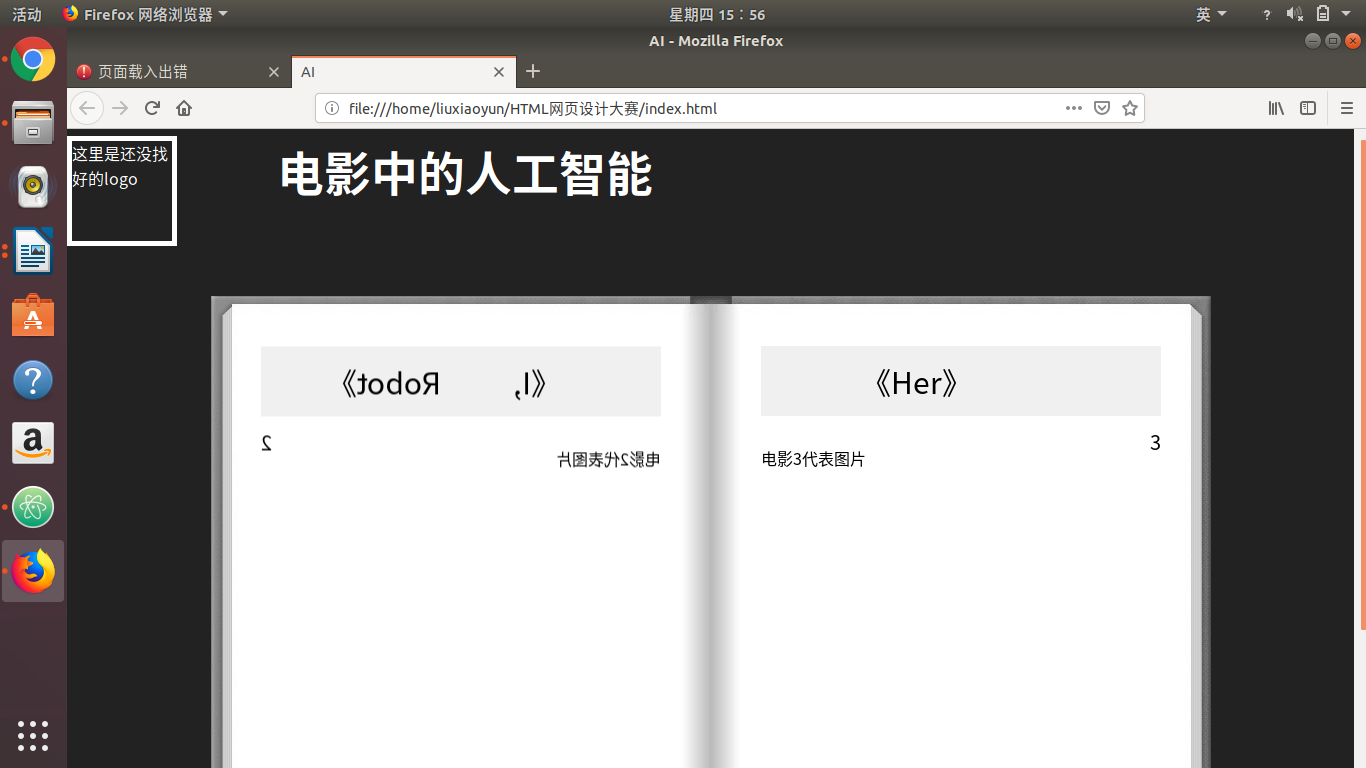 活动
Firefox 网络浏览器
星期四 15：56
英
?
AI - Mozilla Firefox
页面载入出错
AI
file:///home/liuxiaoyun/HTML网页设计大赛/index.html
这里是还没找
好的logo
电影中的人工智能
《I, Robot》
2
电影2代表图片
《Her》
3
电影3代表图片